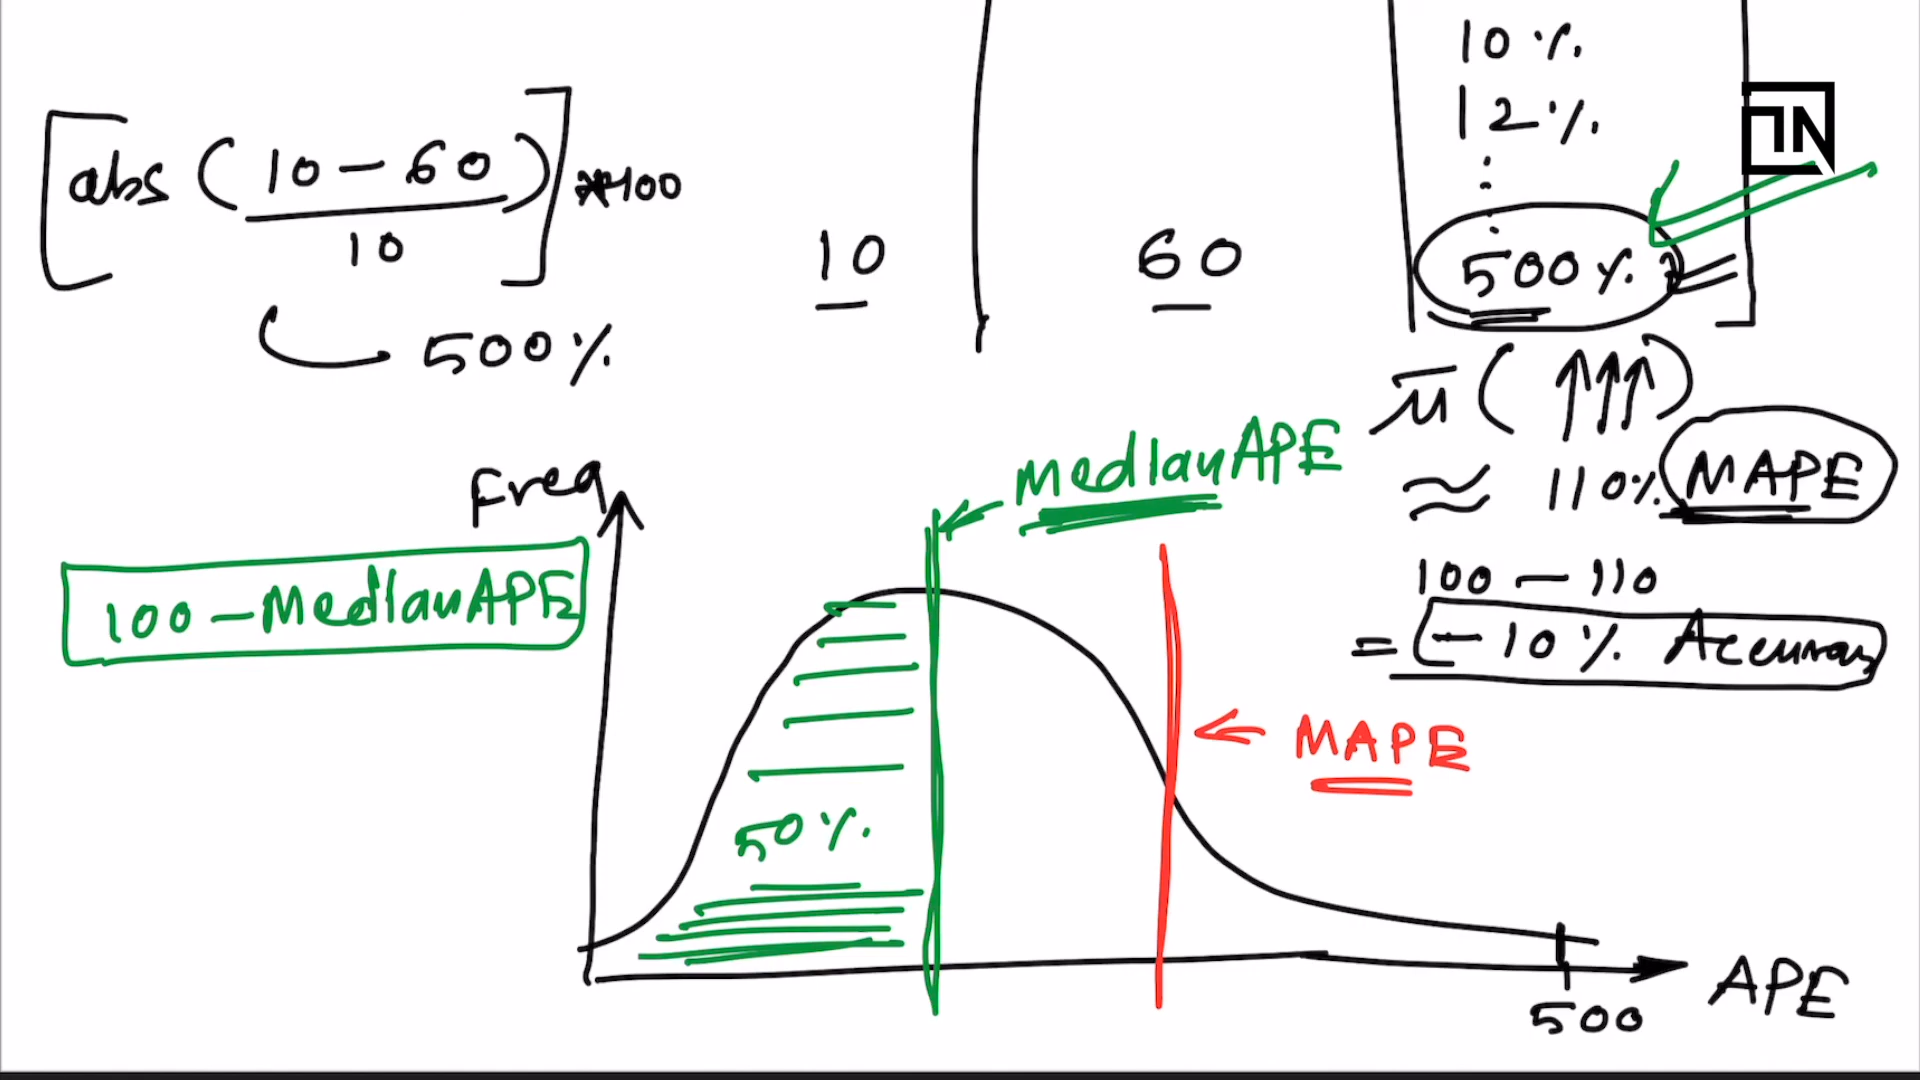 10 %
12 %
[abs (10 - 60 / 10)] * 100
10
60
500 %
500 %
μ ( ↑↑↑ )
≈ 110% MAPE
100 - 110
= - 10 % Accuracy
Freq
MedIanAPE
100 - MedIanAPE
MAPE
50 %
500
APE